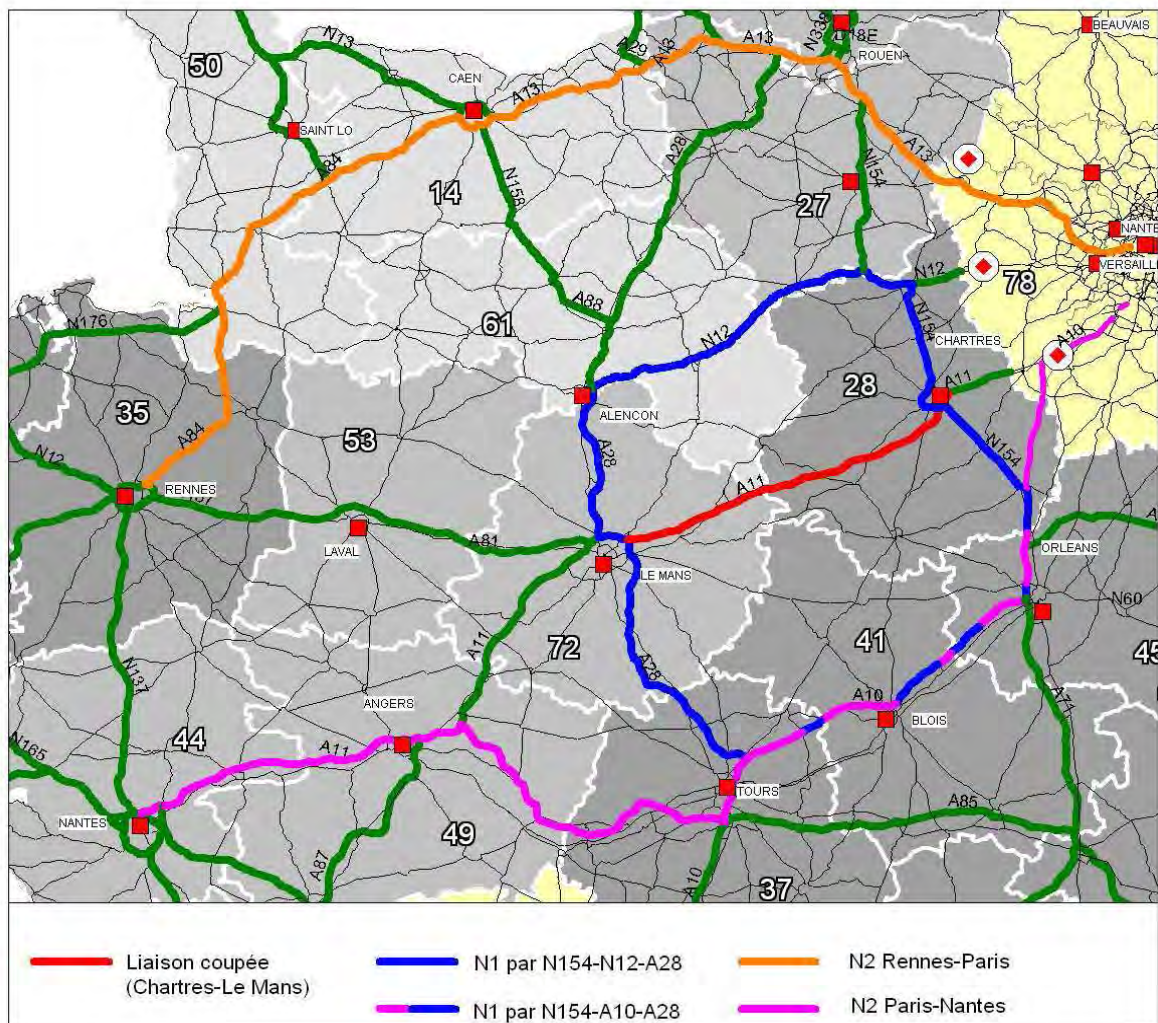 BEAUVAIS
N13
50
A29
A13
A13
N338
ROUEN
CAEN
A13
SAINT LO
A84
14
A28
N158
N154
A13
27
NANTE
VERSAILL
N12
78
A88
61
N176
N12
N154
A10
CHARTRES
A11
28
ALENCON
35
53
A84
A28
N154
N12
RENNES
A11
LAVAL
A81
ORLEANS
LE MANS
N60
A11
72
A28
41
45
N137
ANGERS
A10
BLOIS
A71
N165
44
A11
TOURS
NANTES
A85
49
A87
A10
37
Liaison coupée
(Chartres-Le Mans)
N1 par N154-N12-A28
N1 par N154-A10-A28
N2 Rennes-Paris
N2 Paris-Nantes